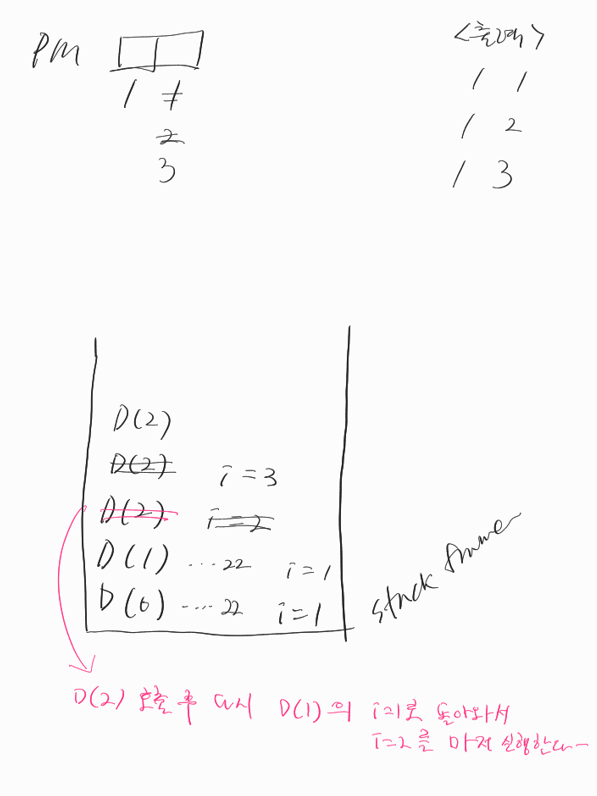 PM
<출력>
1 1
1 1
2
1 2
3
1 3
D(2)
D(2) i=3
D(2) i=2
D(1) ...22 i=1
D(0) ....22 i=1
stack frame
D(2) 호출 후 다시 D(1)의 i=1로 돌아와서
i=2를 마저 실행한다~